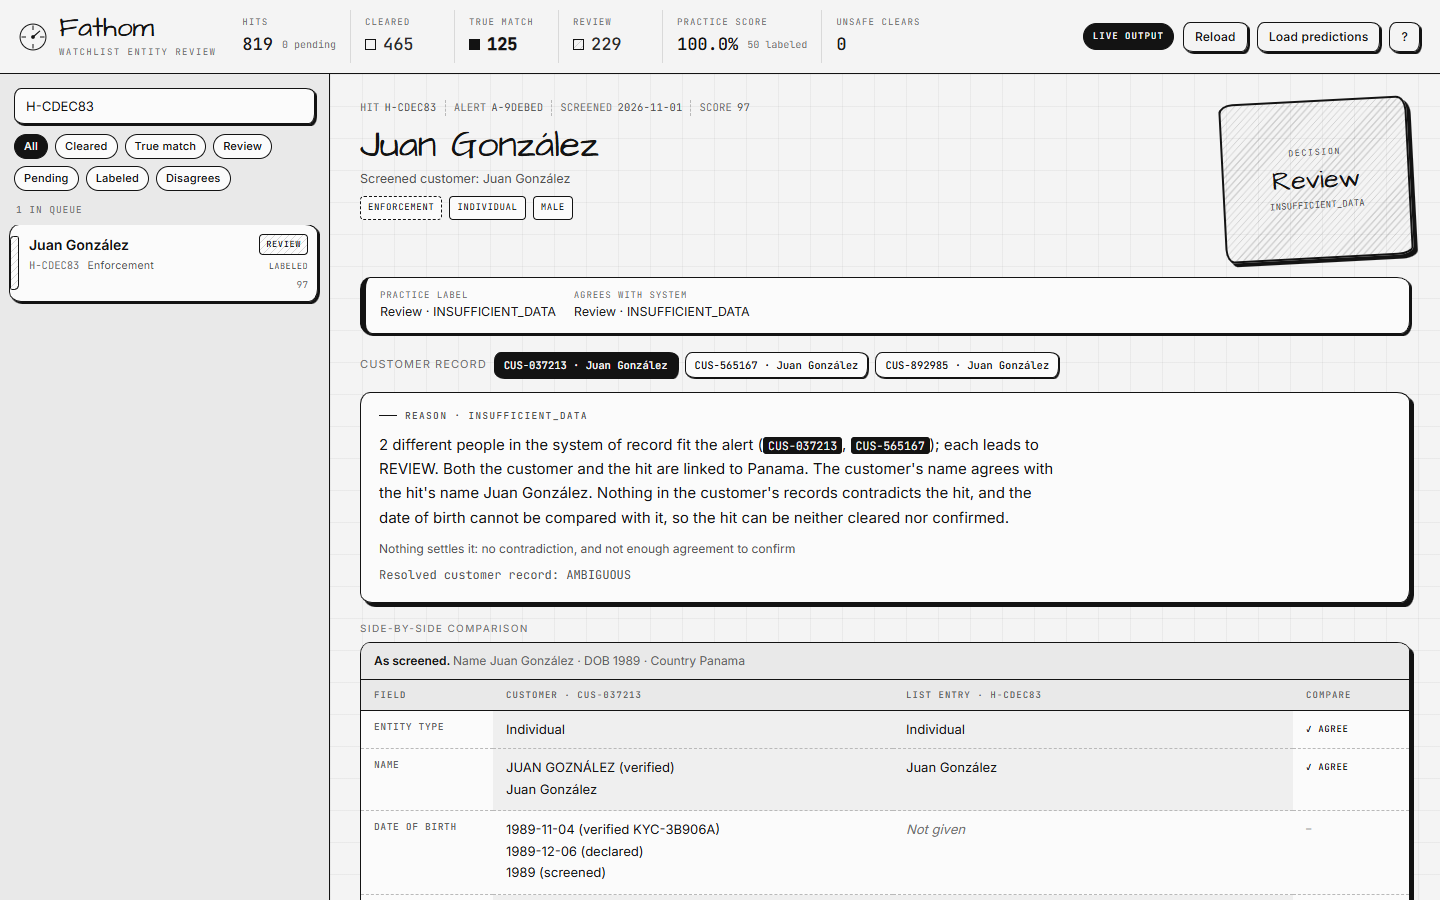 Fathom
WATCHLIST ENTITY REVIEW
HITS
819 0 pending
CLEARED
465
TRUE MATCH
125
REVIEW
229
PRACTICE SCORE
100.0% 50 labeled
UNSAFE CLEARS
0
LIVE OUTPUT
Reload
Load predictions
?
H-CDEC83
All
Cleared
True match
Review
Pending
Labeled
Disagrees
1 IN QUEUE
Juan González
REVIEW
H-CDEC83 Enforcement
LABELED
97
HIT H-CDEC83
ALERT A-9DEBED
SCREENED 2026-11-01
SCORE 97
Juan González
Screened customer: Juan González
ENFORCEMENT
INDIVIDUAL
MALE
DECISION
Review
INSUFFICIENT_DATA
PRACTICE LABEL
Review · INSUFFICIENT_DATA
AGREES WITH SYSTEM
Review · INSUFFICIENT_DATA
CUSTOMER RECORD
CUS-037213 · Juan González
CUS-565167 · Juan González
CUS-892985 · Juan González
REASON · INSUFFICIENT_DATA
2 different people in the system of record fit the alert (CUS-037213, CUS-565167); each leads to
REVIEW. Both the customer and the hit are linked to Panama. The customer's name agrees with
the hit's name Juan González. Nothing in the customer's records contradicts the hit, and the
date of birth cannot be compared with it, so the hit can be neither cleared nor confirmed.
Nothing settles it: no contradiction, and not enough agreement to confirm
Resolved customer record: AMBIGUOUS
SIDE-BY-SIDE COMPARISON
As screened. Name Juan González · DOB 1989 · Country Panama
FIELD
CUSTOMER · CUS-037213
LIST ENTRY · H-CDEC83
COMPARE
ENTITY TYPE
Individual
Individual
✓ AGREE
NAME
JUAN GOZNÁLEZ (verified)
Juan González
Juan González
✓ AGREE
DATE OF BIRTH
1989-11-04 (verified KYC-3B906A)
1989-12-06 (declared)
1989 (screened)
Not given
–